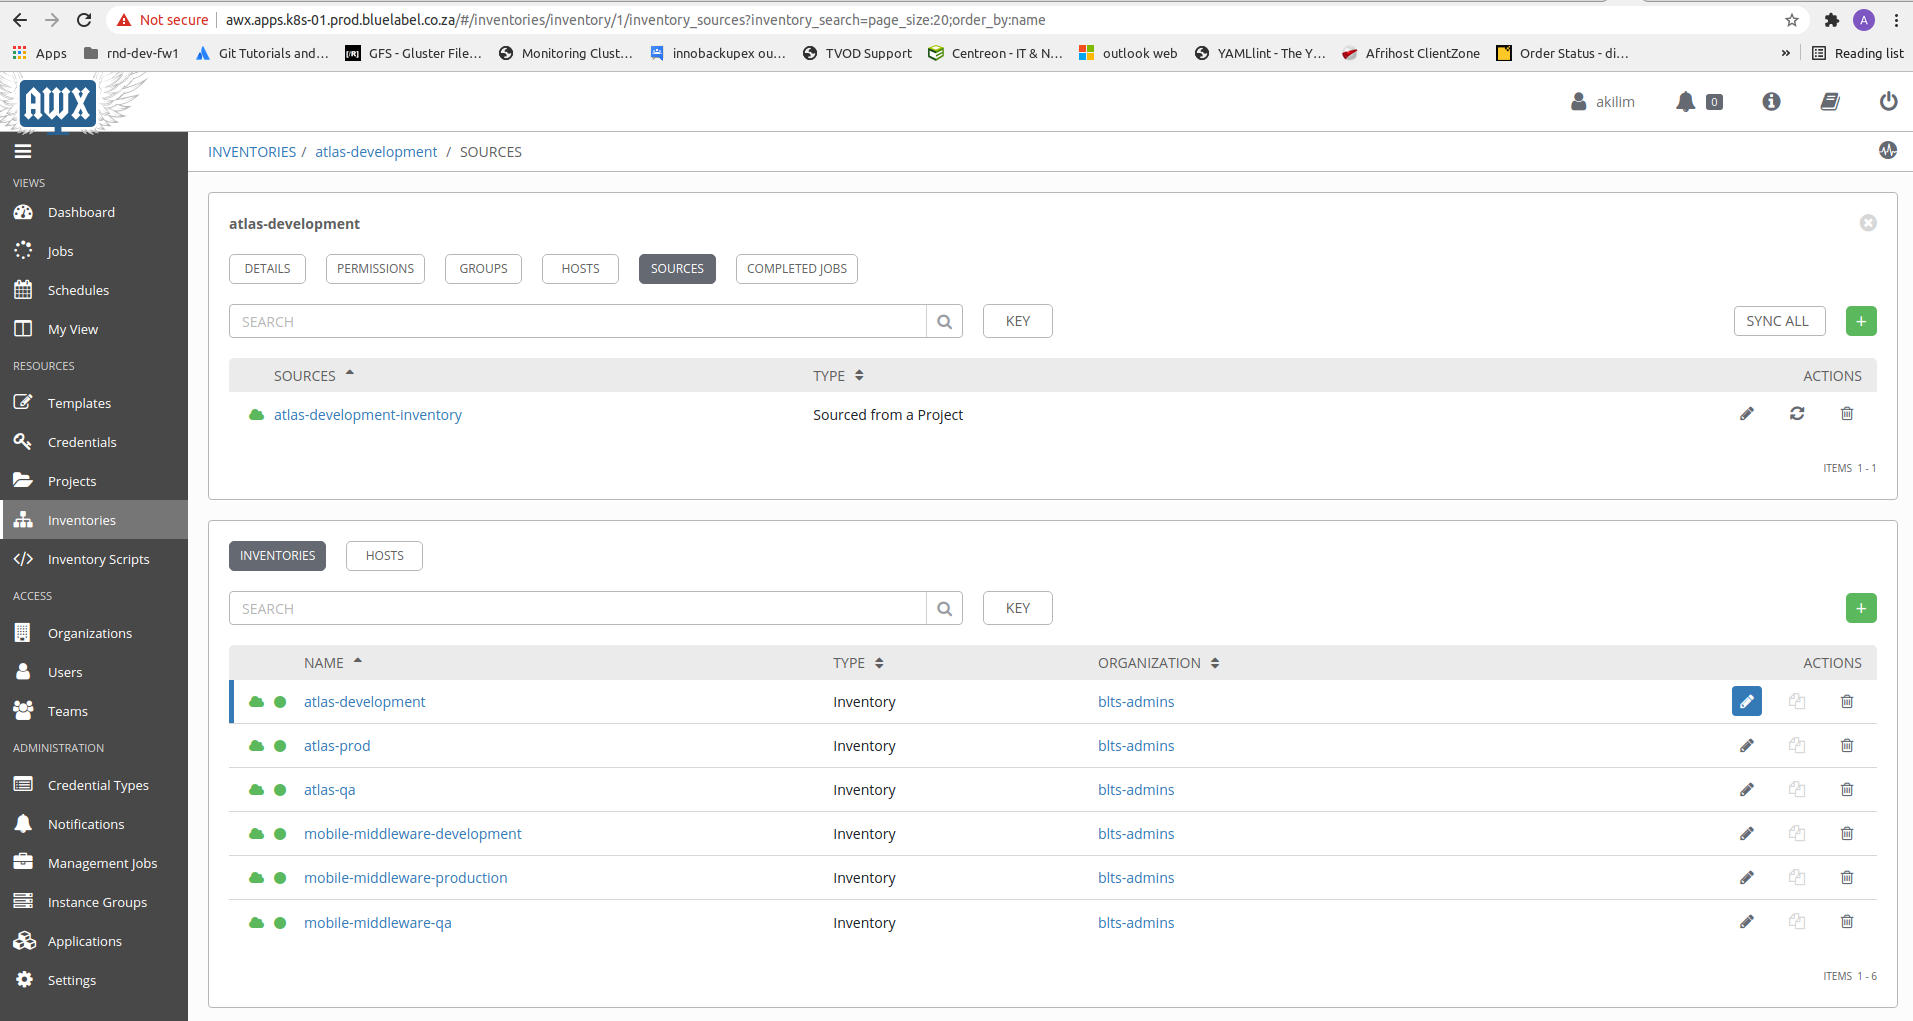 Not secure awx.apps.k8s-01.prod.bluelabel.co.za/#/inventories/inventory/1/inventory_sources?inventory_search=page_size:20;order_by:name A
Apps rnd-dev-fw1 Git Tutorials and... [/R] GFS - Gluster File... Monitoring Clust... innobackupex ou... TVOD Support Centreon - IT & N... outlook web YAMLlint - The Y... Afrihost ClientZone Order Status - di... » Reading list
AWX akilim 0
INVENTORIES / atlas-development / SOURCES
VIEWS
Dashboard
Jobs
Schedules
My View
RESOURCES
Templates
Credentials
Projects
Inventories
Inventory Scripts
ACCESS
Organizations
Users
Teams
ADMINISTRATION
Credential Types
Notifications
Management Jobs
Instance Groups
Applications
Settings
atlas-development
DETAILS PERMISSIONS GROUPS HOSTS SOURCES COMPLETED JOBS
SEARCH KEY SYNC ALL +
SOURCES TYPE ACTIONS
atlas-development-inventory Sourced from a Project
ITEMS 1 - 1
INVENTORIES HOSTS
SEARCH KEY +
NAME TYPE ORGANIZATION ACTIONS
atlas-development Inventory blts-admins
atlas-prod Inventory blts-admins
atlas-qa Inventory blts-admins
mobile-middleware-development Inventory blts-admins
mobile-middleware-production Inventory blts-admins
mobile-middleware-qa Inventory blts-admins
ITEMS 1 - 6